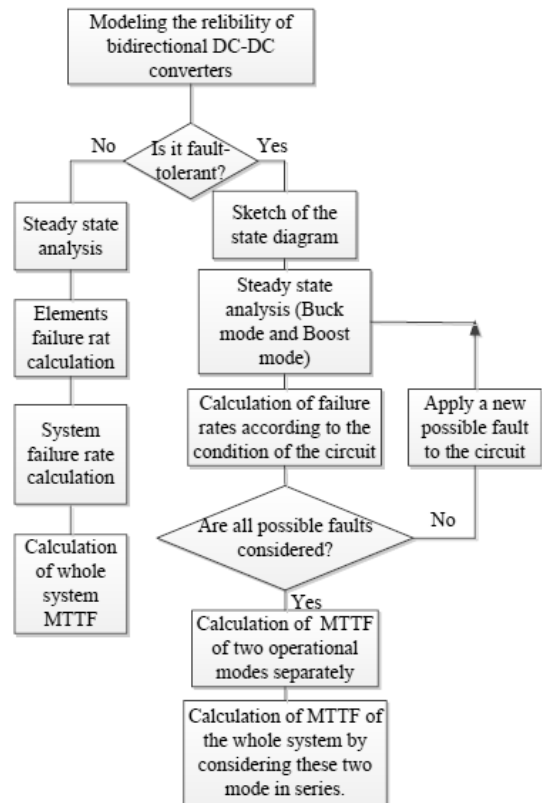 Modeling the relibility of
bidirectional DC-DC
converters
No
Is it fault-
tolerant?
Yes
Steady state
analysis
Elements
failure rat
calculation
System
failure rate
calculation
Calculation
of whole
system
MTTF
Sketch of the
state diagram
Steady state
analysis (Buck
mode and Boost
mode)
Calculation of failure
rates according to the
condition of the circuit
Apply a new
possible fault
to the circuit
Are all possible faults
considered?
No
Yes
Calculation of MTTF
of two operational
modes separately
Calculation of MTTF of
the whole system by
considering these two
mode in series.